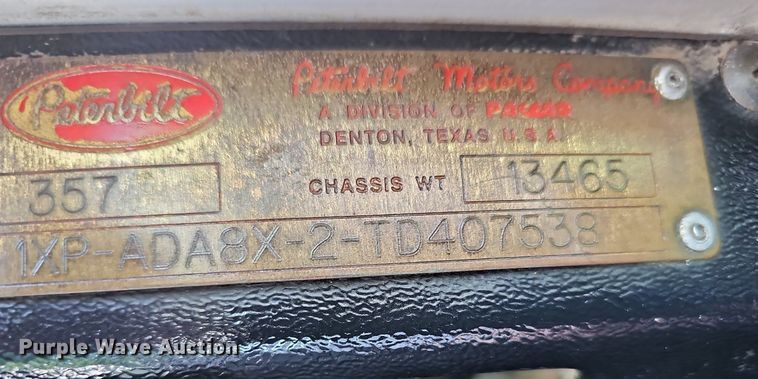 Peterbilt
Peterbilt Motors Company
A DIVISION OF PACCAR
DENTON, TEXAS U.S.A.
357
CHASSIS WT 13465
1XP-ADA8X-2-TD407538
Purple Wave Auction